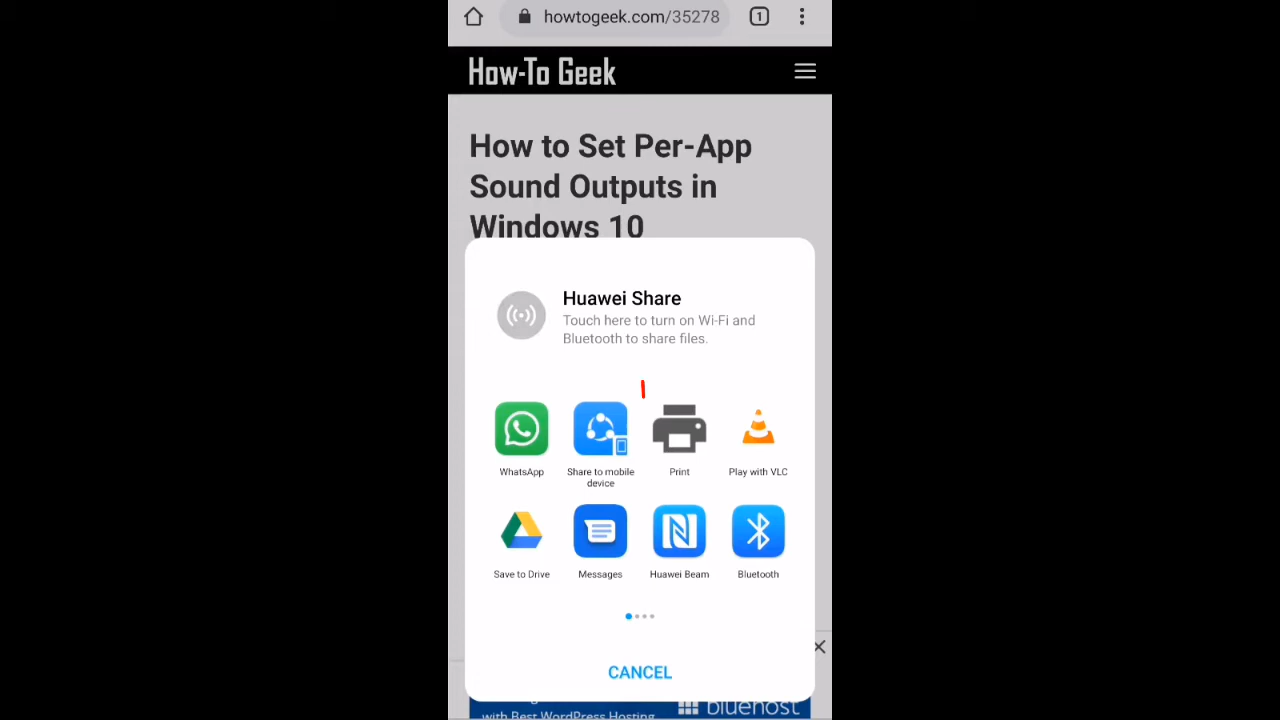 howtogeek.com/35278
1
How-To Geek
How to Set Per-App
Sound Outputs in
Windows 10
Huawei Share
Touch here to turn on Wi-Fi and
Bluetooth to share files.
WhatsApp
Share to mobile
device
Print
Play with VLC
Save to Drive
Messages
Huawei Beam
Bluetooth
CANCEL
bluehost
with Best WordPress Hosting